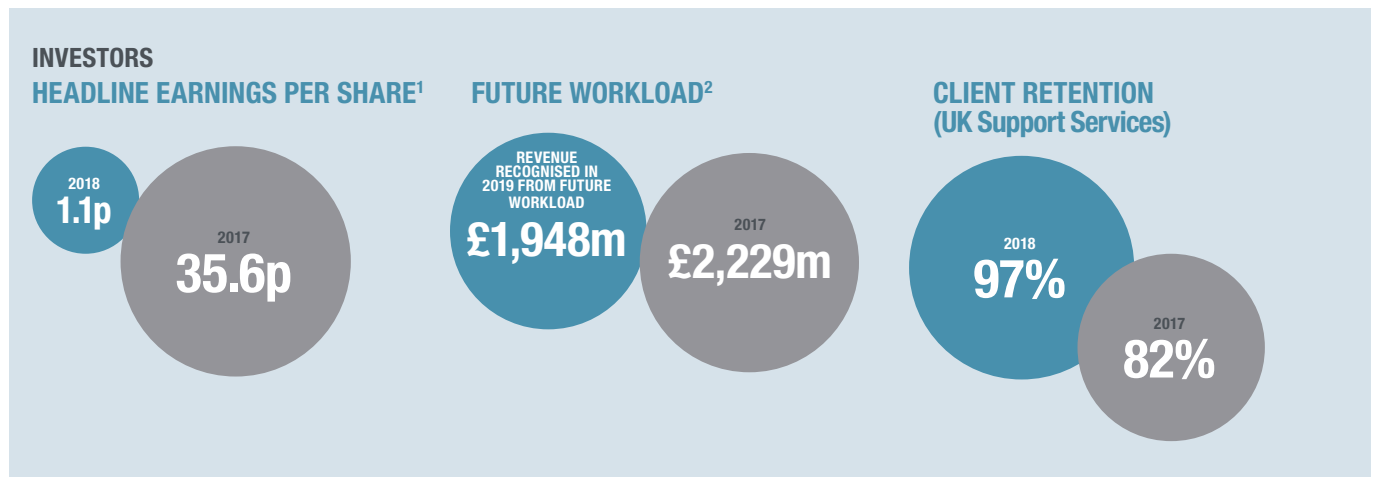 INVESTORS
HEADLINE EARNINGS PER SHARE¹
2018
1.1p
2017
35.6p
FUTURE WORKLOAD²
REVENUE
RECOGNISED IN
2019 FROM FUTURE
WORKLOAD
£1,948m
2017
£2,229m
CLIENT RETENTION
(UK Support Services)
2018
97%
2017
82%